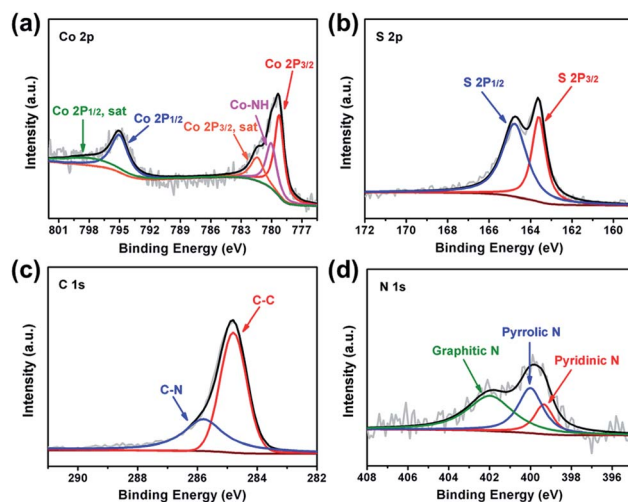 (a)
Co 2p
Co 2P3/2
Co-NH
Co 2P1/2, sat
Co 2P1/2
Co 2P3/2, sat
Intensity (a.u.)
801 798 795 792 789 786 783 780 777
Binding Energy (eV)
(b)
S 2p
S 2P1/2
S 2P3/2
Intensity (a.u.)
172 170 168 166 164 162 160
Binding Energy (eV)
(c)
C 1s
C-C
C-N
Intensity (a.u.)
290 288 286 284 282
Binding Energy (eV)
(d)
N 1s
Pyrrolic N
Graphitic N
Pyridinic N
Intensity (a.u.)
408 406 404 402 400 398 396
Binding Energy (eV)